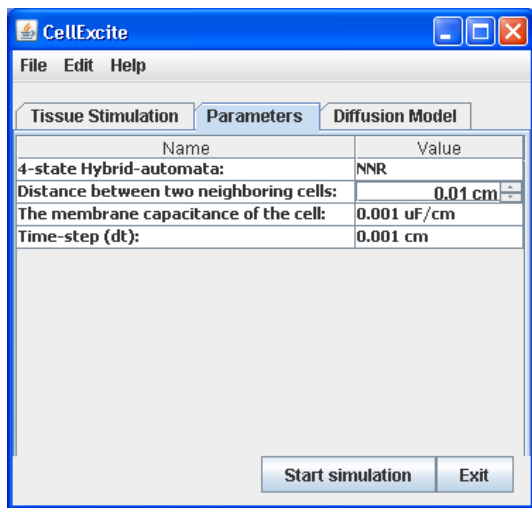 CellExcite
File Edit Help
Tissue Stimulation Parameters Diffusion Model
Name Value
4-state Hybrid-automata: NNR
Distance between two neighboring cells: 0.01 cm
The membrane capacitance of the cell: 0.001 uF/cm
Time-step (dt): 0.001 cm
Start simulation Exit